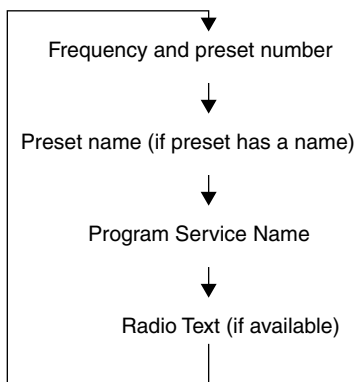 Frequency and preset number
Preset name (if preset has a name)
Program Service Name
Radio Text (if available)